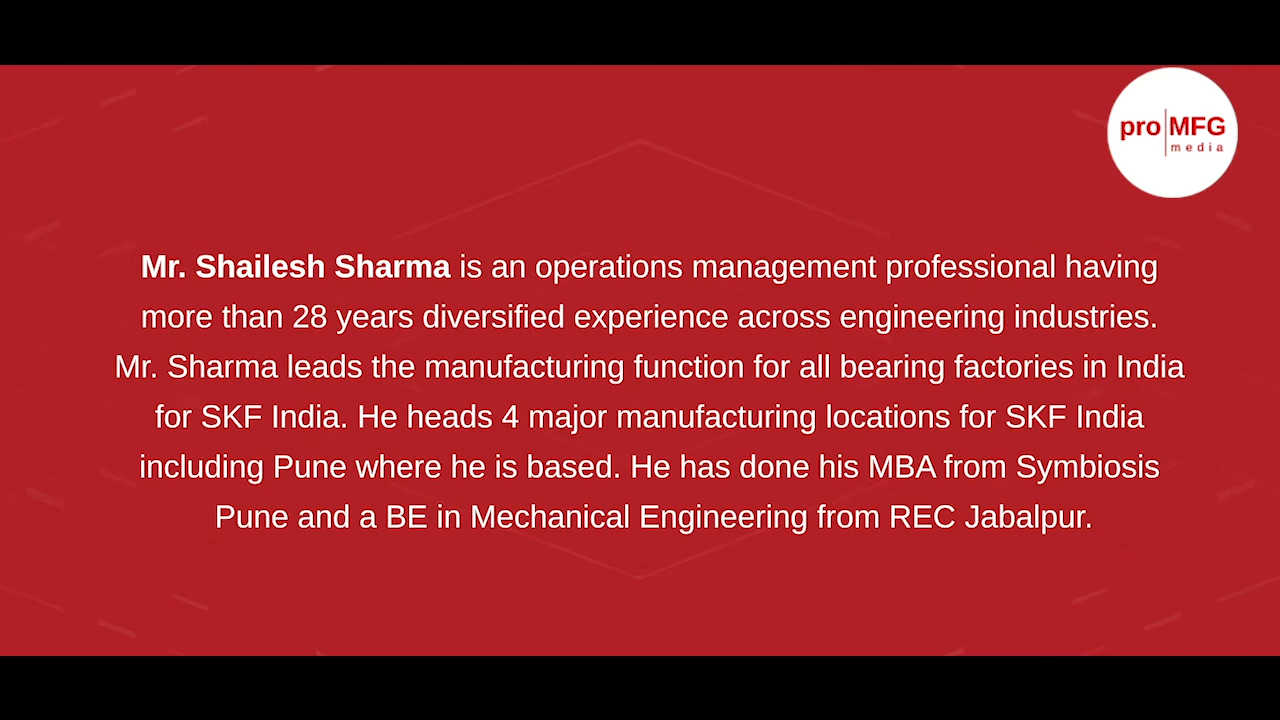 pro MFG
media
Mr. Shailesh Sharma is an operations management professional having
more than 28 years diversified experience across engineering industries.
Mr. Sharma leads the manufacturing function for all bearing factories in India
for SKF India. He heads 4 major manufacturing locations for SKF India
including Pune where he is based. He has done his MBA from Symbiosis
Pune and a BE in Mechanical Engineering from REC Jabalpur.